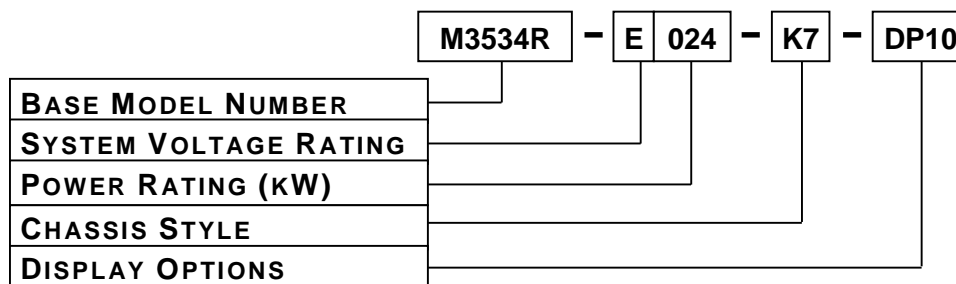 M3534R – E 024 – K7 – DP10
BASE MODEL NUMBER
SYSTEM VOLTAGE RATING
POWER RATING (KW)
CHASSIS STYLE
DISPLAY OPTIONS